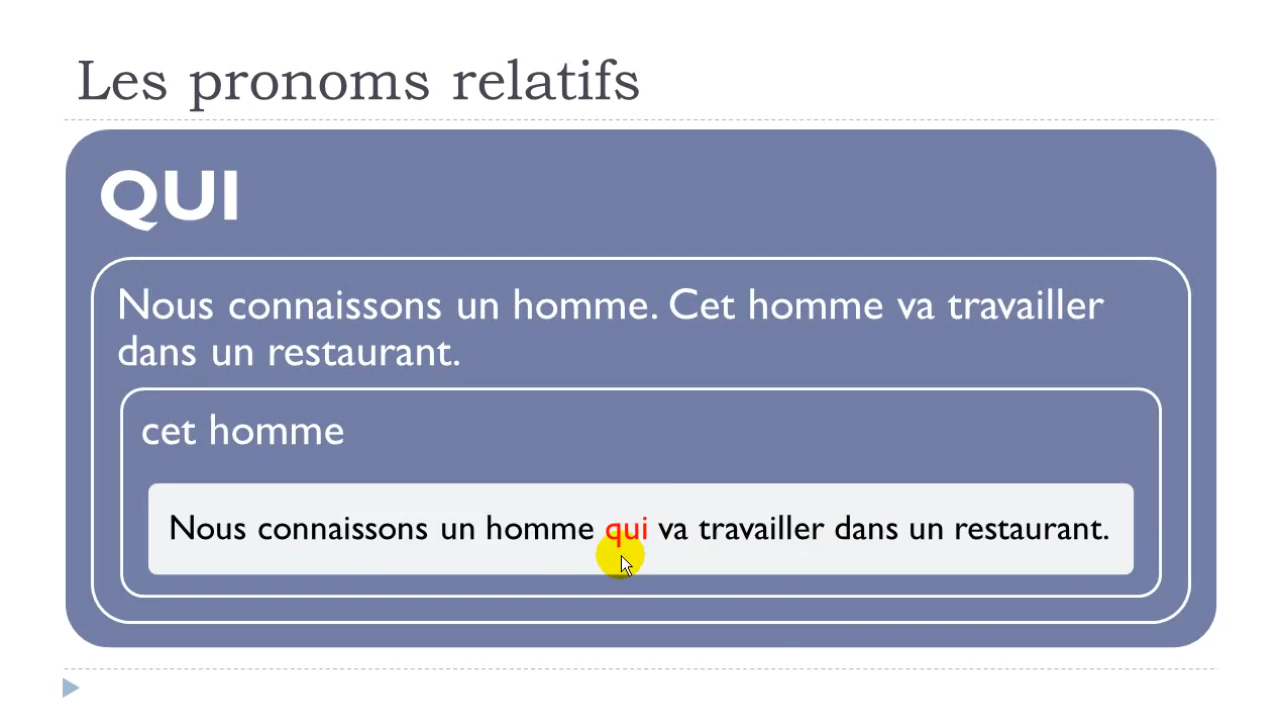 Les pronoms relatifs
QUI
Nous connaissons un homme. Cet homme va travailler
dans un restaurant.
cet homme
Nous connaissons un homme qui va travailler dans un restaurant.